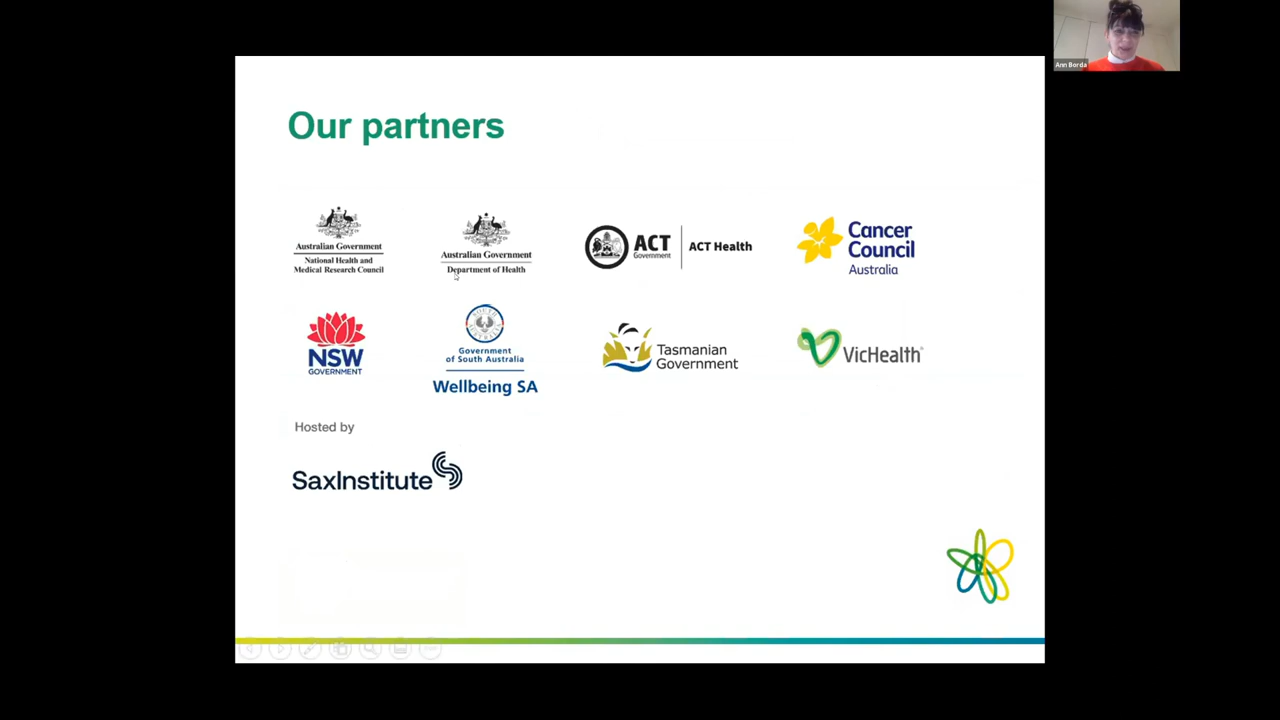 Ann Borda
Our partners
Australian Government
National Health and
Medical Research Council
Australian Government
Department of Health
ACT
Government
ACT Health
Cancer
Council
Australia
NSW
GOVERNMENT
SOUTH AUSTRALIA
Government
of South Australia
Wellbeing SA
Tasmanian
Government
VicHealth
Hosted by
SaxInstitute